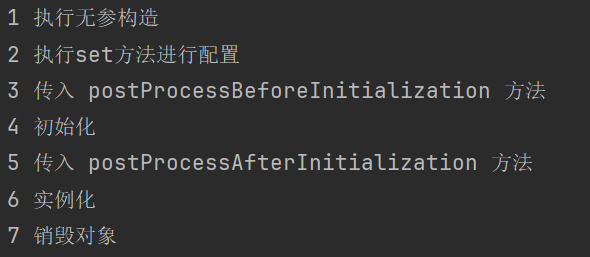 1 执行无参构造
2 执行set方法进行配置
3 传入 postProcessBeforeInitialization 方法
4 初始化
5 传入 postProcessAfterInitialization 方法
6 实例化
7 销毁对象